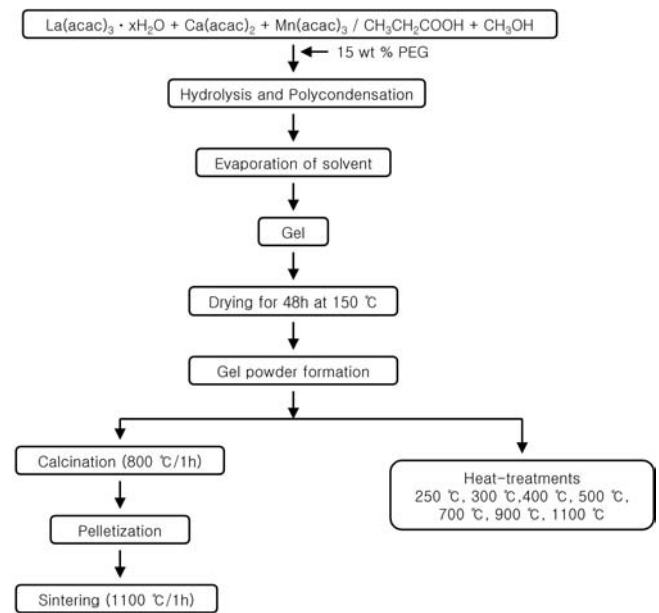 La(acac)₃・xH₂O + Ca(acac)₂ + Mn(acac)₃ / CH₃CH₂COOH + CH₃OH
15 wt % PEG
Hydrolysis and Polycondensation
Evaporation of solvent
Gel
Drying for 48h at 150 ℃
Gel powder formation
Calcination (800 ℃/1h)
Heat-treatments
250 ℃, 300 ℃,400 ℃, 500 ℃,
700 ℃, 900 ℃, 1100 ℃
Pelletization
Sintering (1100 ℃/1h)